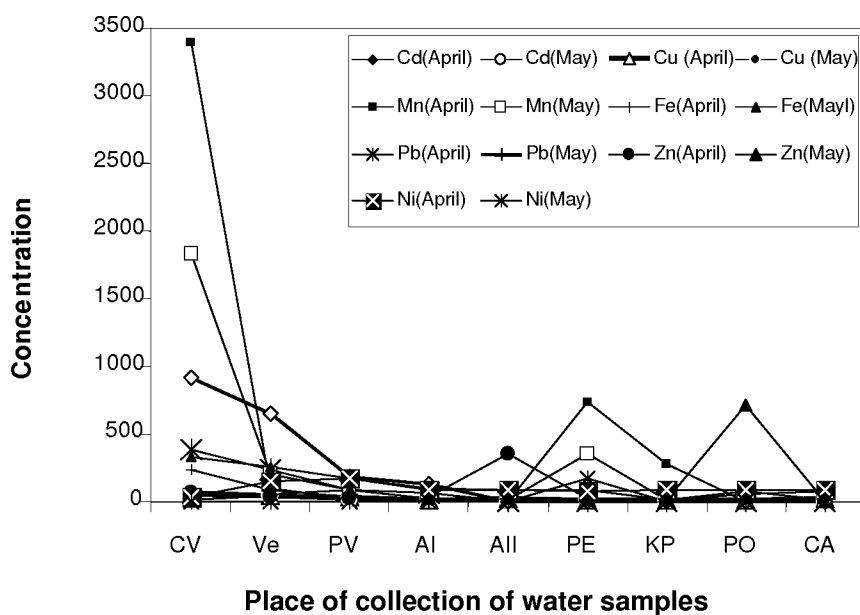 3500
3000
2500
2000
1500
1000
500
0
Concentration
Cd(April) Cd(May) Cu (April) Cu (May)
Mn(April) Mn(May) Fe(April) Fe(Mayl)
Pb(April) Pb(May) Zn(April) Zn(May)
Ni(April) Ni(May)
CV Ve PV AI AII PE KP PO CA
Place of collection of water samples